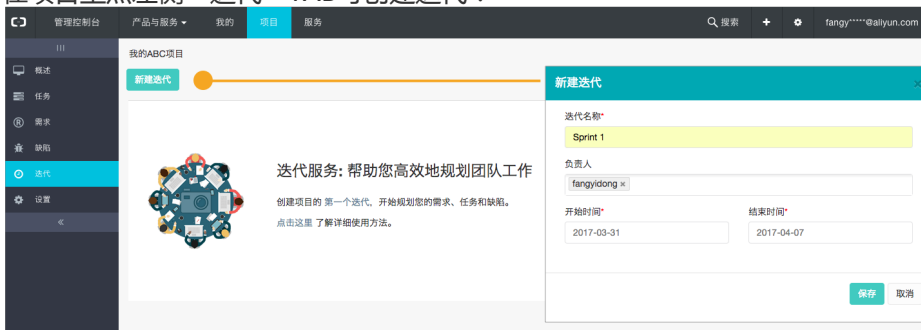 管理控制台 产品与服务 我的 项目 服务 搜索 fangy*****@aliyun.com
我的ABC项目
概述
任务
需求
缺陷
迭代
设置
新建迭代
迭代服务: 帮助您高效地规划团队工作
创建项目的 第一个迭代, 开始规划您的需求、任务和缺陷。
点击这里 了解详细使用方法。
新建迭代
迭代名称*
Sprint 1
负责人
fangyidong ×
开始时间* 结束时间*
2017-03-31 2017-04-07
保存 取消